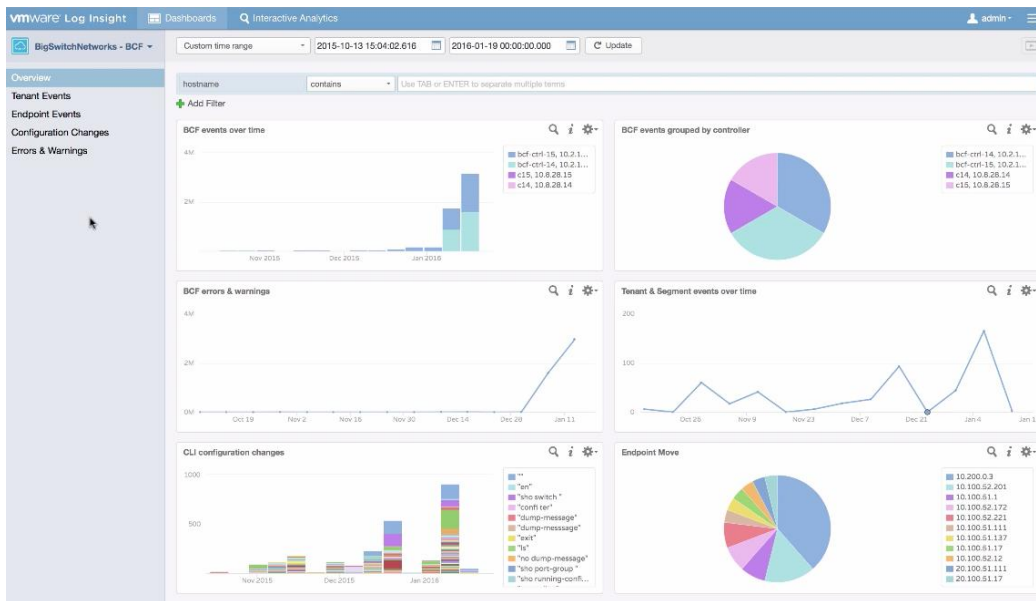 vmware Log Insight Dashboards Interactive Analytics admin
BigSwitchNetworks - BCF
Custom time range 2015-10-13 15:04:02.616 2016-01-19 00:00:00.000 Update
Overview
Tenant Events
Endpoint Events
Configuration Changes
Errors & Warnings
hostname contains Use TAB or ENTER to separate multiple terms
Add Filter
BCF events over time
4M
2M
Nov 2015 Dec 2015 Jan 2016
bcf-ctrl-15, 10.2.1...
bcf-ctrl-14, 10.2.1...
c15, 10.8.28.15
c14, 10.8.28.14
BCF events grouped by controller
bcf-ctrl-14, 10.2.1...
bcf-ctrl-15, 10.2.1...
c14, 10.8.28.14
c15, 10.8.28.15
BCF errors & warnings
4M
2M
0M
Oct 19 Nov 2 Nov 16 Nov 30 Dec 14 Dec 28 Jan 11
Tenant & Segment events over time
200
100
0
Oct 26 Nov 9 Nov 23 Dec 7 Dec 21 Jan 4 Jan 1
CLI configuration changes
1000
500
Nov 2015 Dec 2015 Jan 2016
""
"en"
"sho switch "
"confi ter"
"dump-message"
"dump-messsage"
"exit"
"ls"
"no dump-message"
"sho port-group "
"sho running-confi...
Endpoint Move
10.200.0.3
10.100.52.201
10.100.51.1
10.100.52.172
10.100.52.221
10.100.51.111
10.100.51.137
10.100.51.17
10.100.52.12
20.100.51.111
20.100.51.17